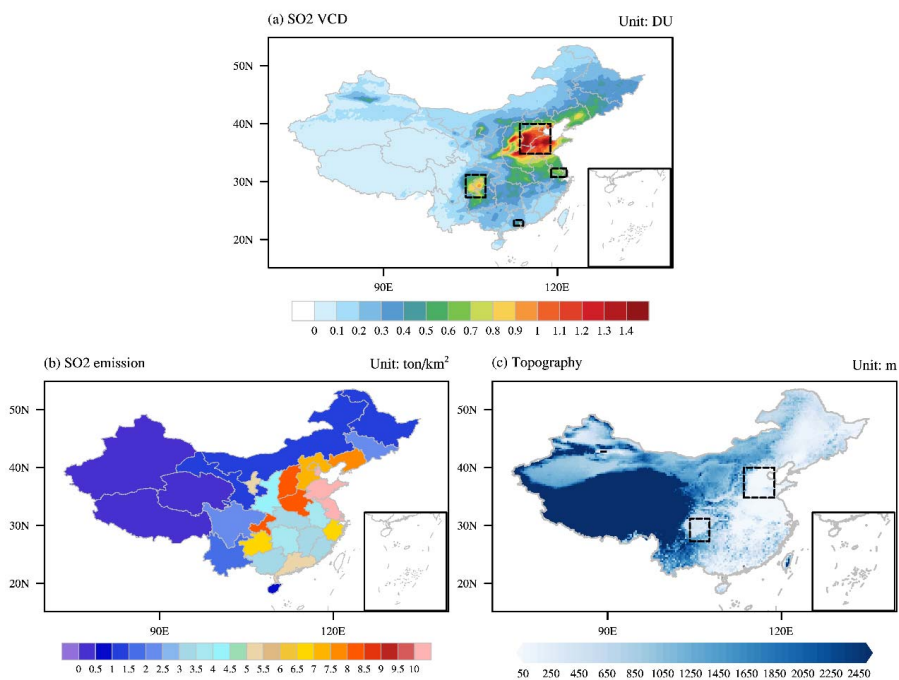 (a) SO2 VCD Unit: DU
50N
40N
30N
20N
90E 120E
0 0.1 0.2 0.3 0.4 0.5 0.6 0.7 0.8 0.9 1 1.1 1.2 1.3 1.4
(b) SO2 emission Unit: ton/km²
50N
40N
30N
20N
90E 120E
0 0.5 1 1.5 2 2.5 3 3.5 4 4.5 5 5.5 6 6.5 7 7.5 8 8.5 9 9.5 10
(c) Topography Unit: m
50N
40N
30N
20N
90E 120E
50 250 450 650 850 1050 1250 1450 1650 1850 2050 2250 2450